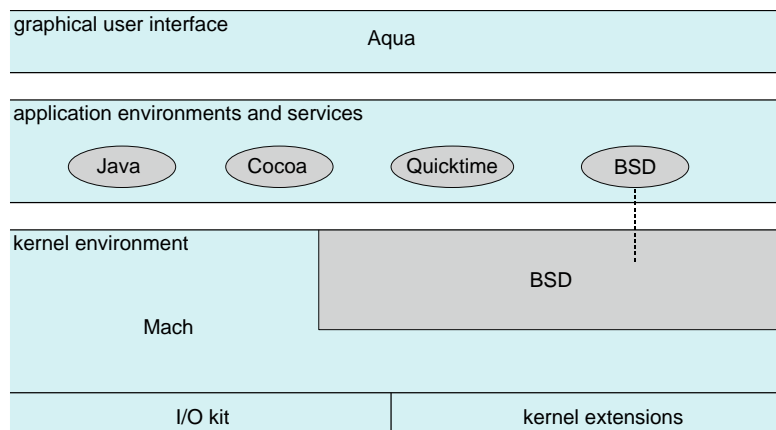 graphical user interface
Aqua
application environments and services
Java
Cocoa
Quicktime
BSD
kernel environment
BSD
Mach
I/O kit
kernel extensions